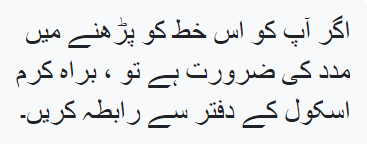 اگر آپ کو اس خط کو پڑھنے میں
مدد کی ضرورت ہے تو ، براہ کرم
اسکول کے دفتر سے رابطہ کریں۔